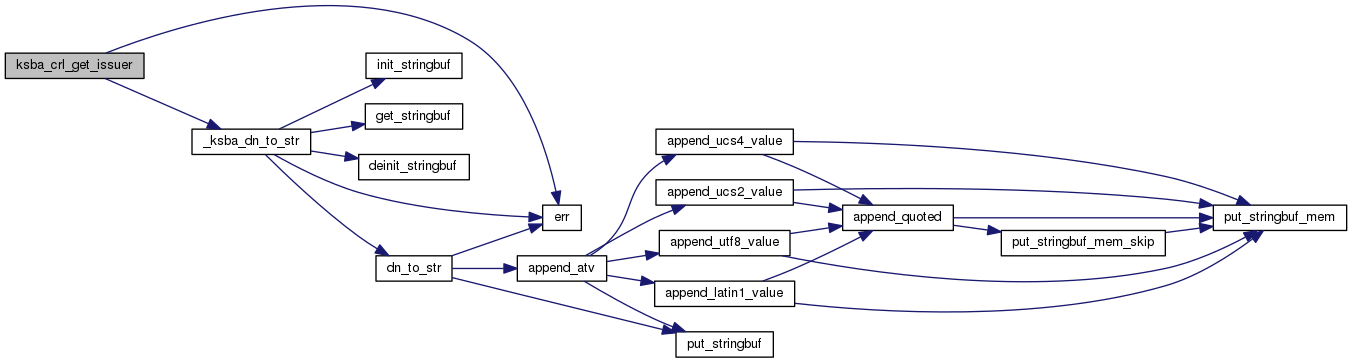 ksba_crl_get_issuer
_ksba_dn_to_str
init_stringbuf
get_stringbuf
deinit_stringbuf
err
dn_to_str
append_atv
append_ucs4_value
append_ucs2_value
append_utf8_value
append_latin1_value
put_stringbuf
append_quoted
put_stringbuf_mem_skip
put_stringbuf_mem